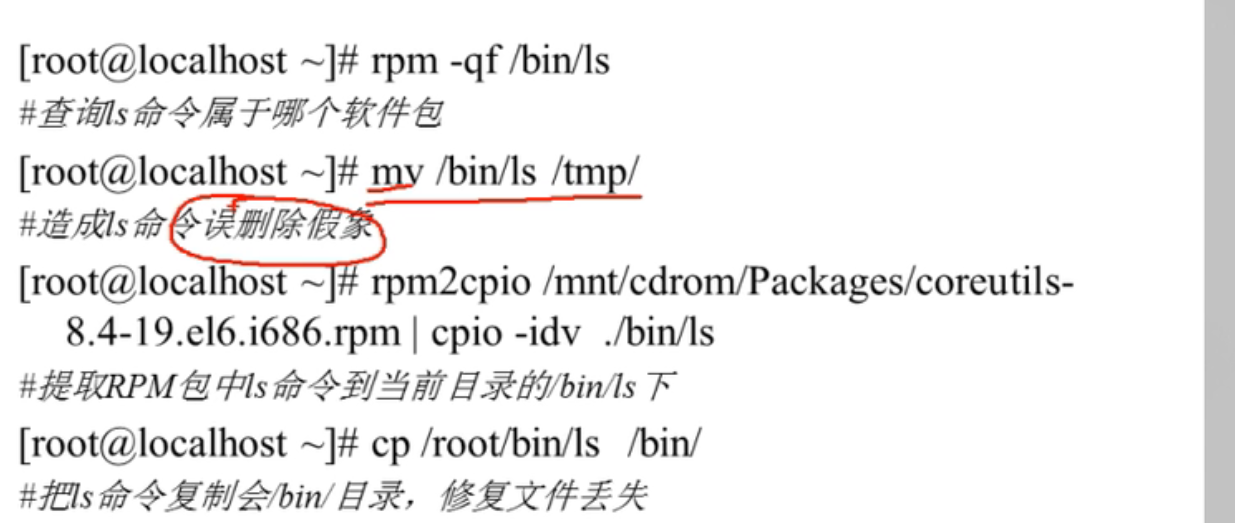 [root@localhost ~]# rpm -qf /bin/ls
#查询ls命令属于哪个软件包
[root@localhost ~]# mv /bin/ls /tmp/
#造成ls命令误删除假象
[root@localhost ~]# rpm2cpio /mnt/cdrom/Packages/coreutils-
8.4-19.el6.i686.rpm | cpio -idv ./bin/ls
#提取RPM包中ls命令到当前目录的/bin/ls下
[root@localhost ~]# cp /root/bin/ls /bin/
#把ls命令复制会/bin/目录，修复文件丢失